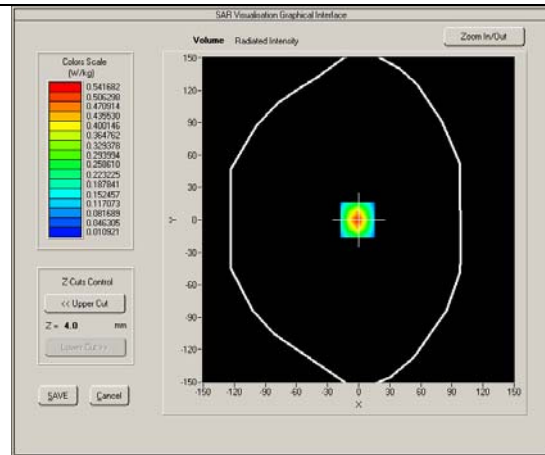 SAR Visualisation Graphical Interface
Volume Radiated Intensity
Zoom In/Out
Colors Scale
(W/kg)
0.541682
0.506298
0.470914
0.435530
0.400146
0.364762
0.329378
0.293994
0.258610
0.223225
0.187841
0.152457
0.117073
0.081689
0.046305
0.010921
Z Cuts Control
<< Upper Cut
Z = 4.0 mm
Lower Cut >>
SAVE Cancel
150
120
90
60
30
0
-30
-60
-90
-120
-150
Y
-150 -120 -90 -60 -30 0 30 60 90 120 150
X